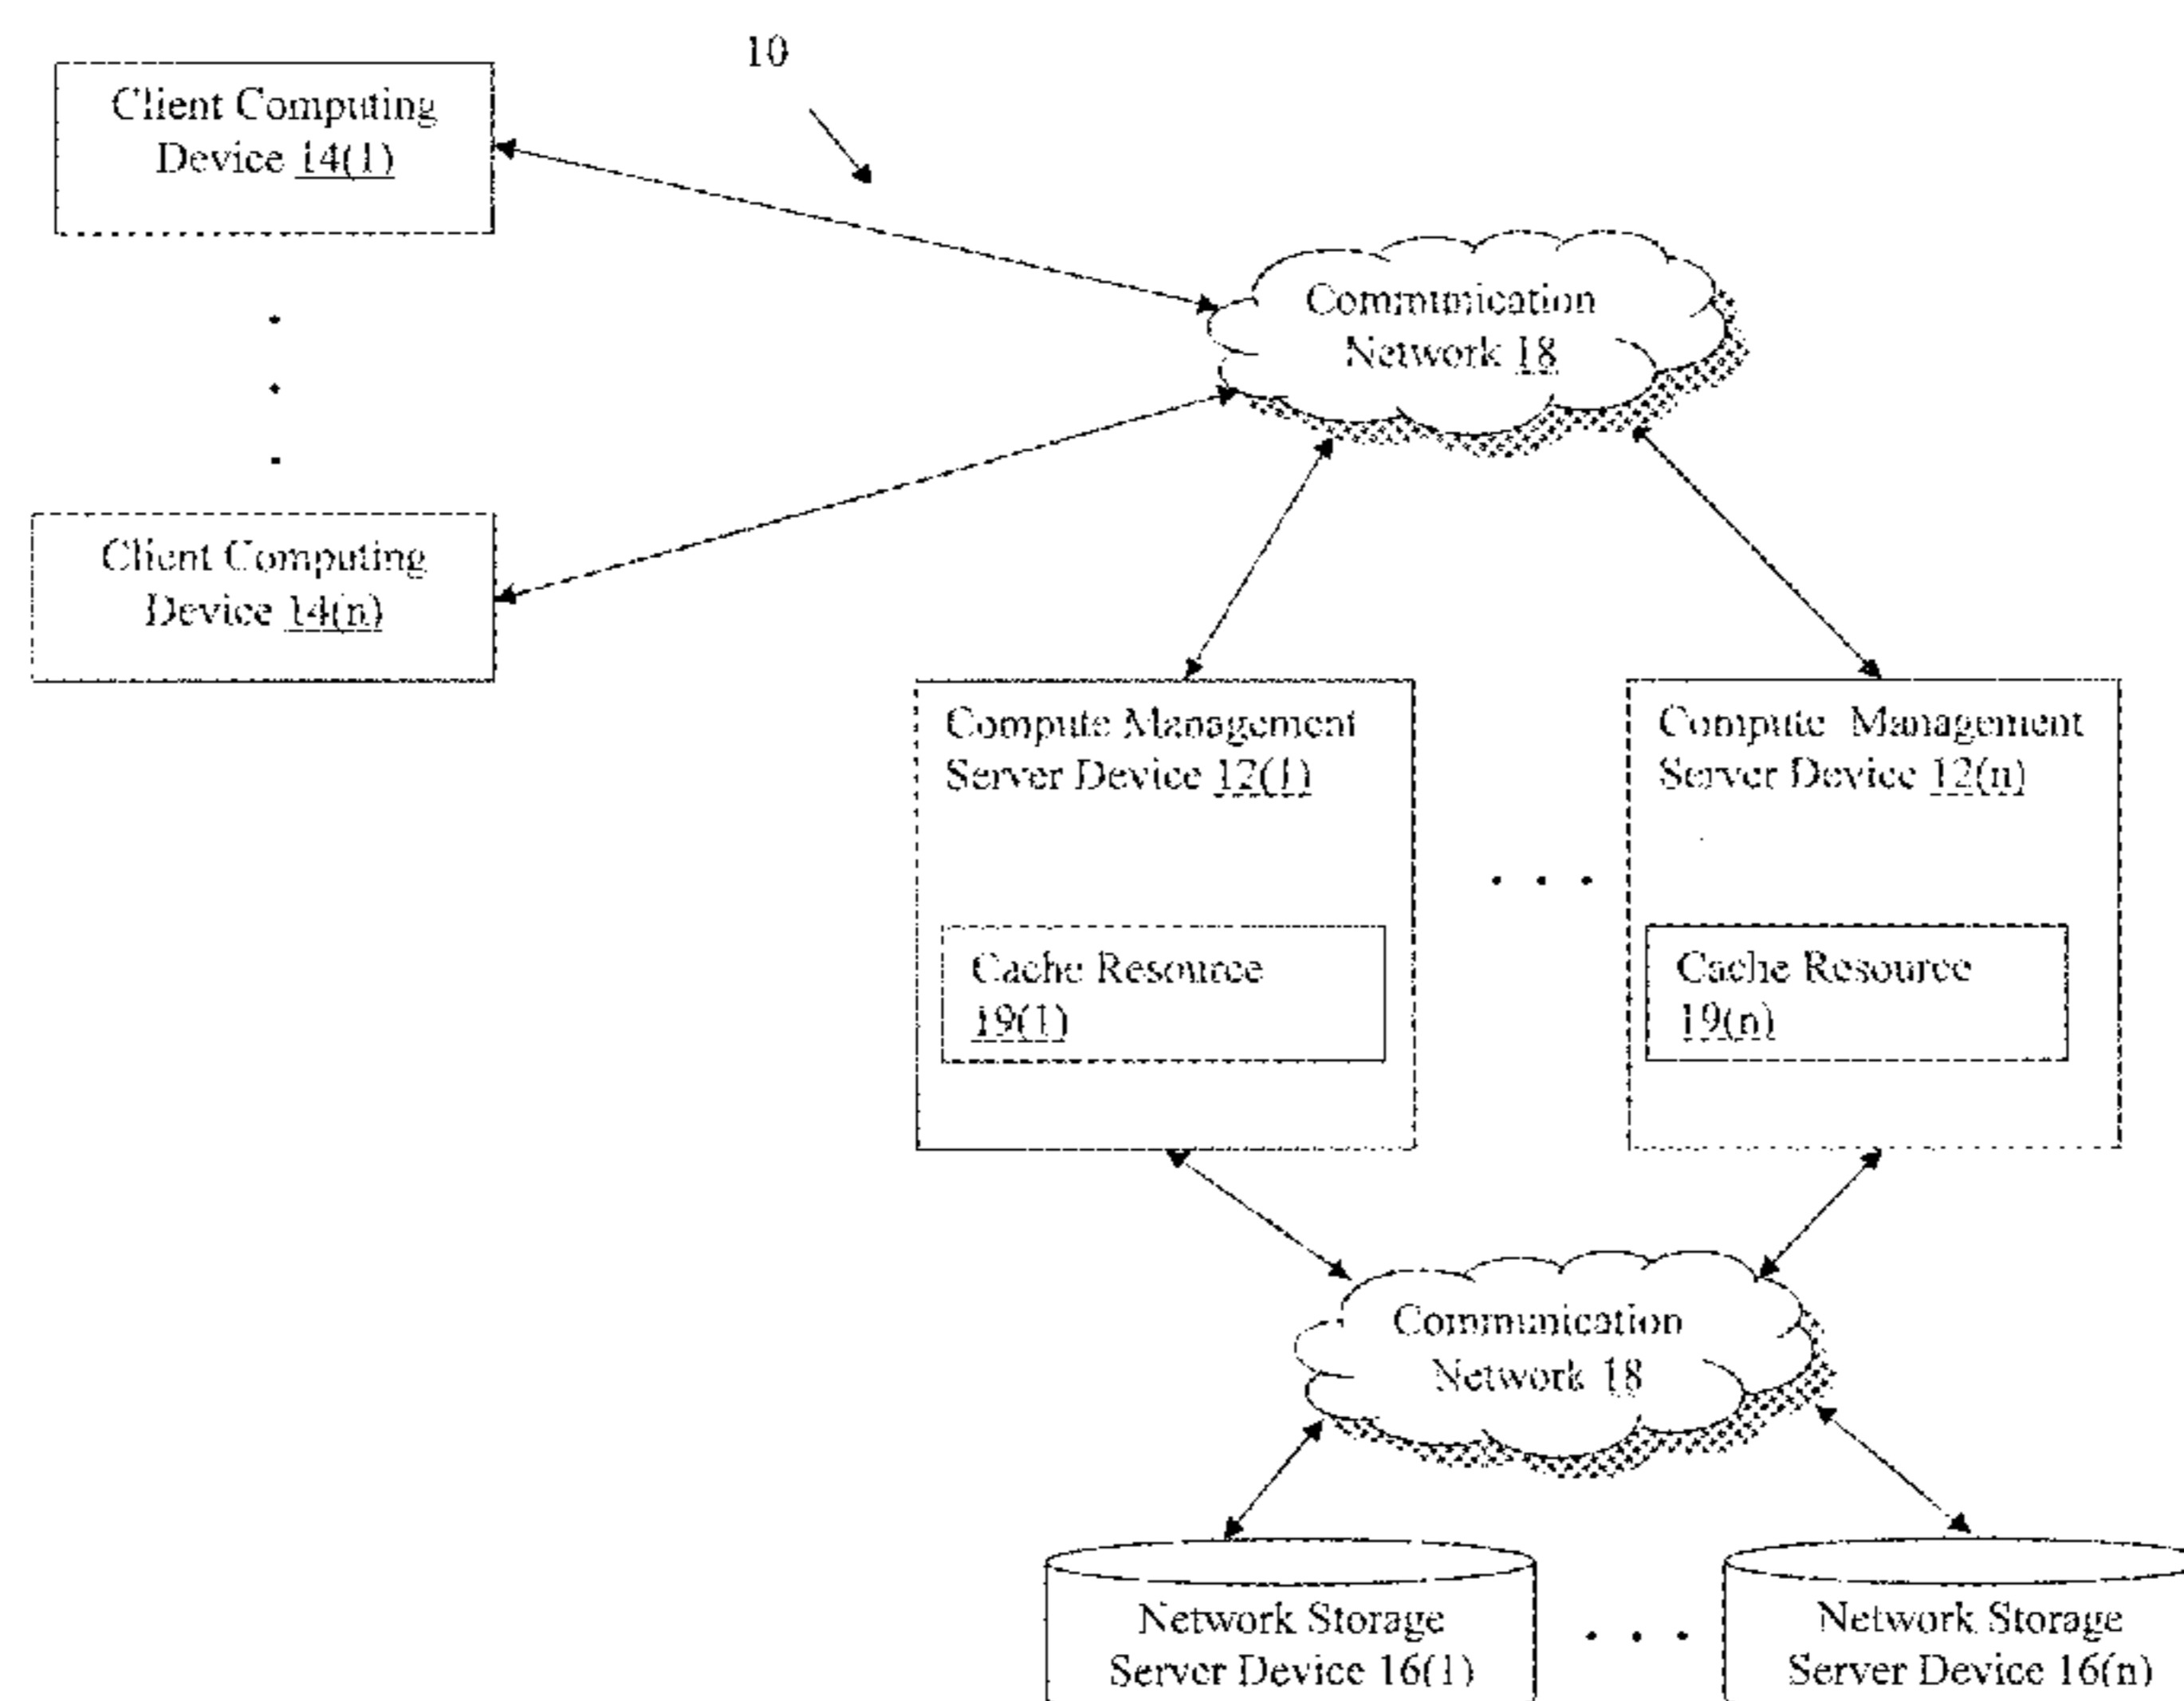 10
Client Computing
Device 14(1)
Communication
Network 18
Client Computing
Device 14(n)
Compute Management
Server Device 12(1)
Compute Management
Server Device 12(n)
Cache Resource
19(1)
Cache Resource
19(n)
Communication
Network 18
Network Storage
Server Device 16(1)
Network Storage
Server Device 16(n)